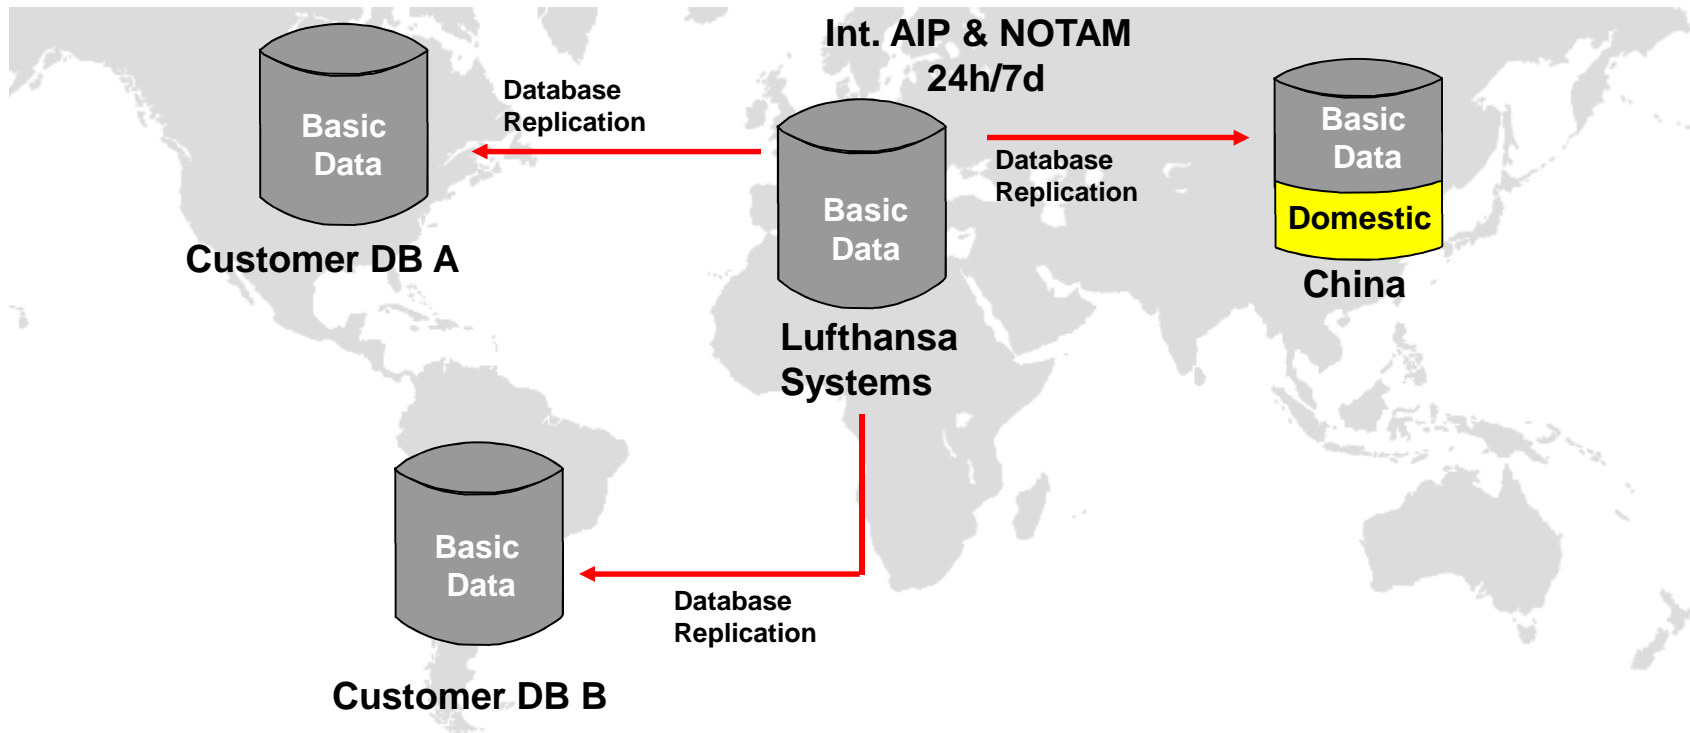 Int. AIP & NOTAM
24h/7d
Database
Replication
Basic
Data
Customer DB A
Basic
Data
Lufthansa
Systems
Database
Replication
Basic
Data
Domestic
China
Basic
Data
Database
Replication
Customer DB B